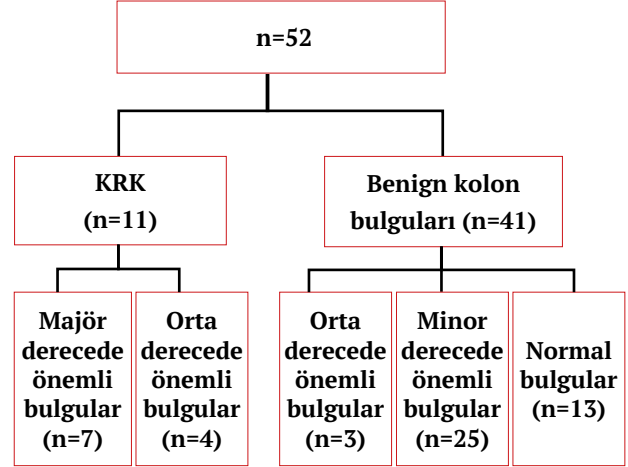 n=52
KRK
(n=11)
Benign kolon
bulguları (n=41)
Majör
derecede
önemli
bulgular
(n=7)
Orta
derecede
önemli
bulgular
(n=4)
Orta
derecede
önemli
bulgular
(n=3)
Minor
derecede
önemli
bulgular
(n=25)
Normal
bulgular
(n=13)